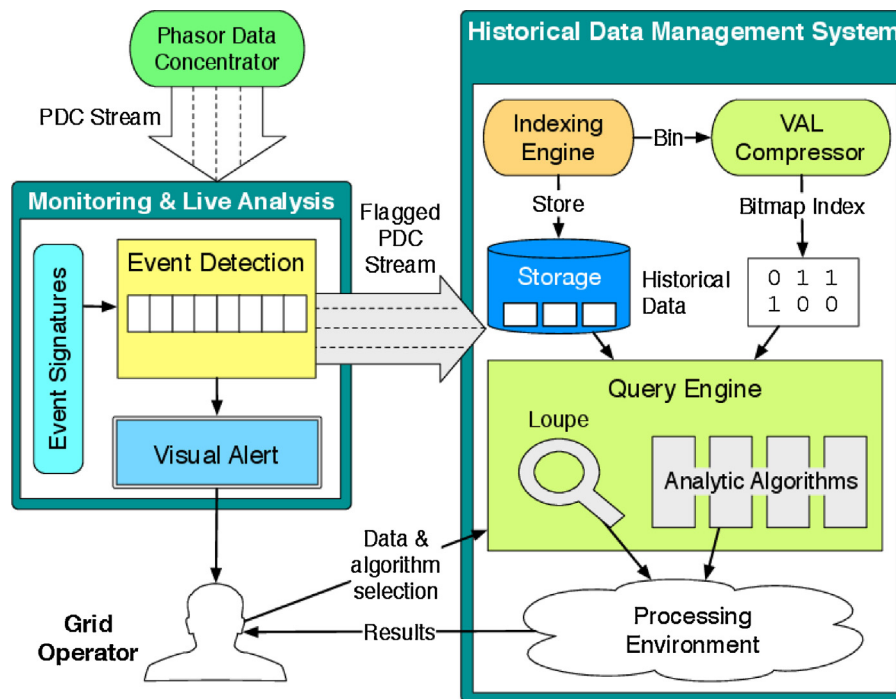 Phasor Data
Concentrator
PDC Stream
Monitoring & Live Analysis
Event Signatures
Event Detection
Visual Alert
Flagged
PDC
Stream
Historical Data Management System
Indexing
Engine
Bin
VAL
Compressor
Store
Bitmap Index
Storage
Historical
Data
0 1 1
1 0 0
Query Engine
Loupe
Analytic Algorithms
Data &
algorithm
selection
Grid
Operator
Results
Processing
Environment